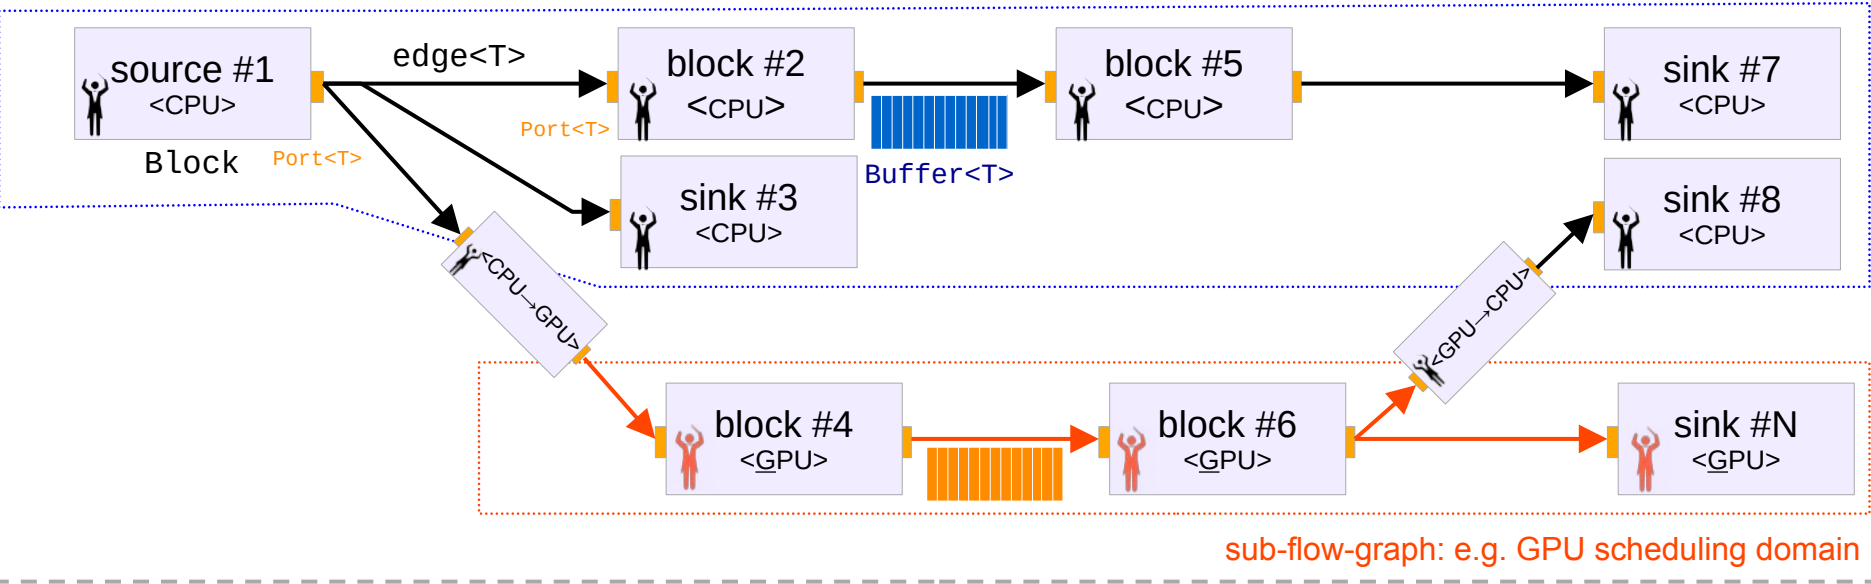 source #1
<CPU>
Block
Port<T>
edge<T>
Port<T>
block #2
<CPU>
Buffer<T>
block #5
<CPU>
sink #7
<CPU>
sink #3
<CPU>
sink #8
<CPU>
<CPU→GPU>
<GPU→CPU>
block #4
<GPU>
block #6
<GPU>
sink #N
<GPU>
sub-flow-graph: e.g. GPU scheduling domain